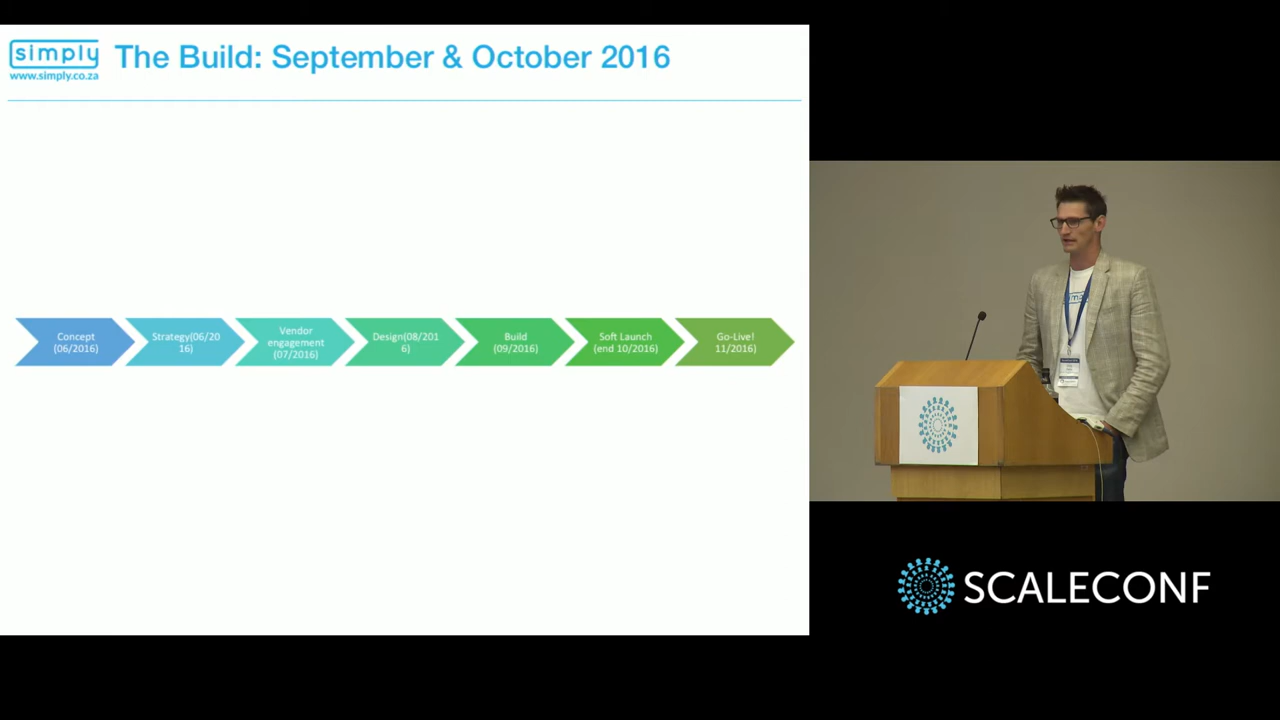 simply
www.simply.co.za
The Build: September & October 2016
Concept
(06/2016)
Strategy(06/20
16)
Vendor
engagement
(07/2016)
Design(08/201
6)
Build
(09/2016)
Soft Launch
(end 10/2016)
Go-Live!
11/2016)
simply
SCALECONF